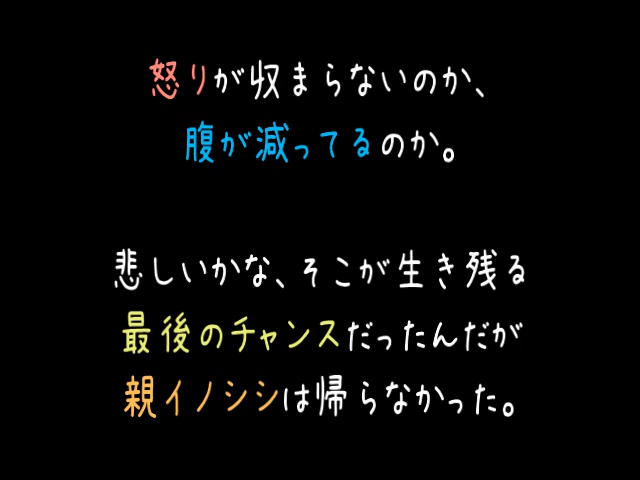 怒りが収まらないのか、
腹が減ってるのか。
悲しいかな、そこが生き残る
最後のチャンスだったんだが
親イノシシは帰らなかった。